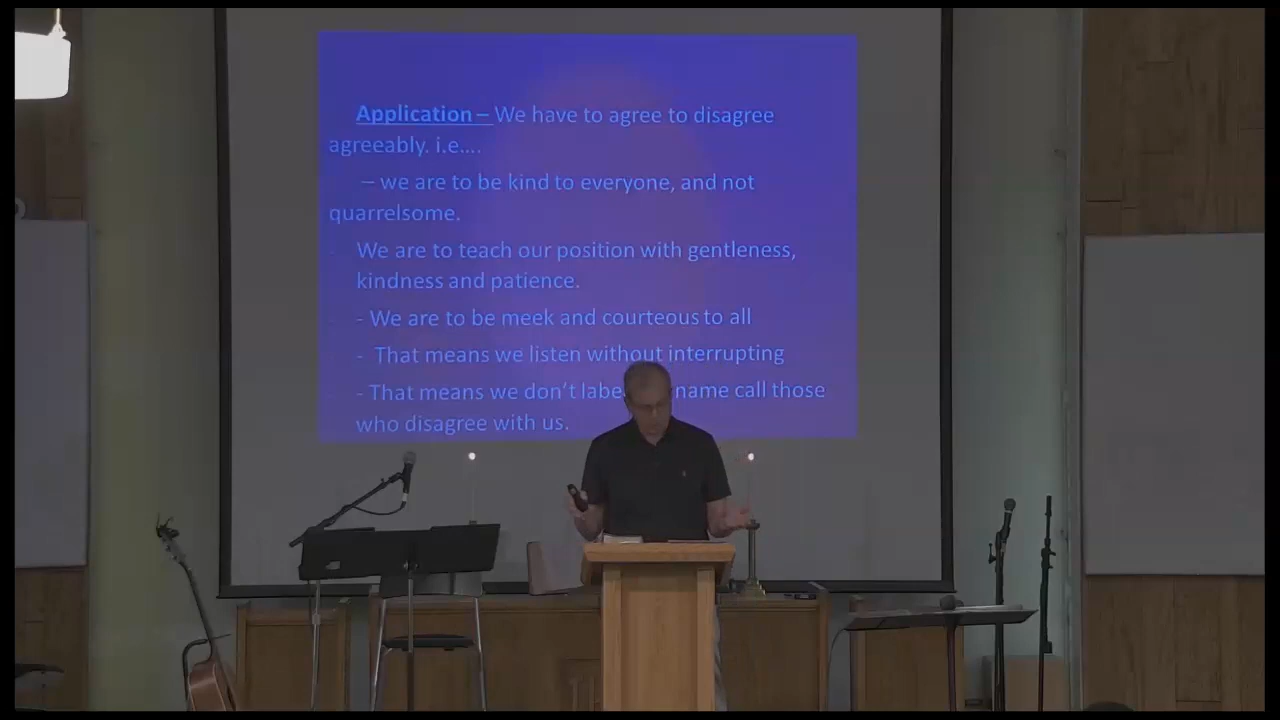 Application – We have to agree to disagree
agreeably. i.e….
– we are to be kind to everyone, and not
quarrelsome.
- We are to teach our position with gentleness,
kindness and patience.
- - We are to be meek and courteous to all
- - That means we listen without interrupting
- - That means we don't labe name call those
who disagree with us.